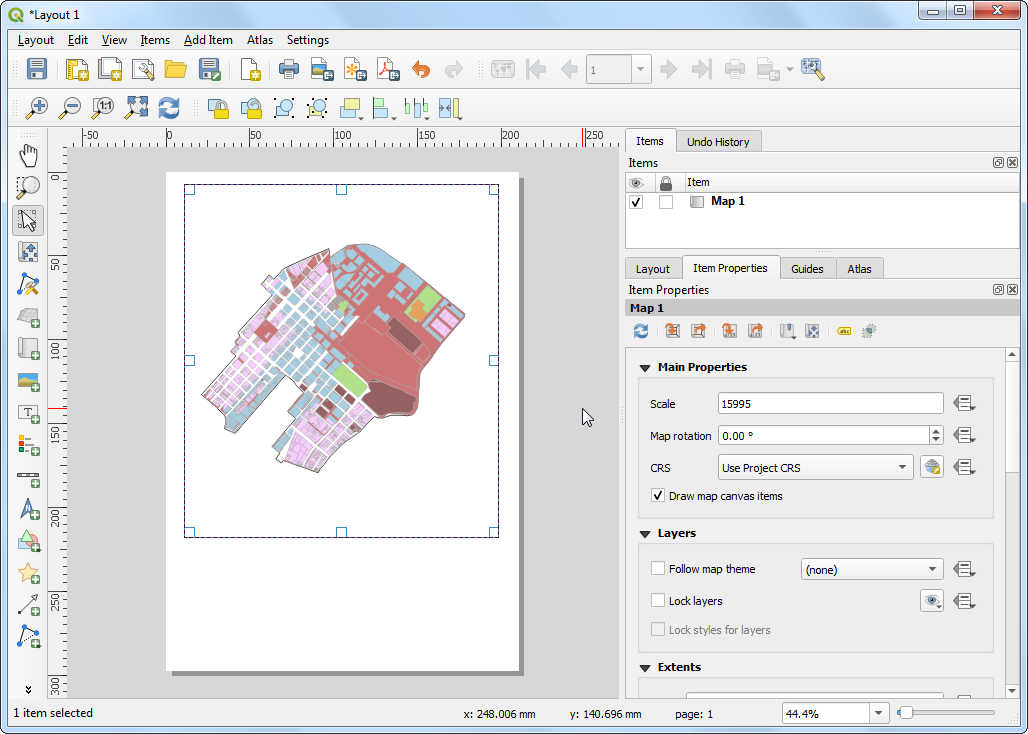 *Layout 1
Layout Edit View Items Add Item Atlas Settings
1
1:1
-50 0 50 100 150 200 250
0
50
100
150
200
250
300
T
Items Undo History
Items
Item
Map 1
Layout Item Properties Guides Atlas
Item Properties
Map 1
abc
Main Properties
Scale 15995
Map rotation 0.00 °
CRS Use Project CRS
Draw map canvas items
Layers
Follow map theme (none)
Lock layers
Lock styles for layers
Extents
1 item selected x: 248.006 mm y: 140.696 mm page: 1 44.4%